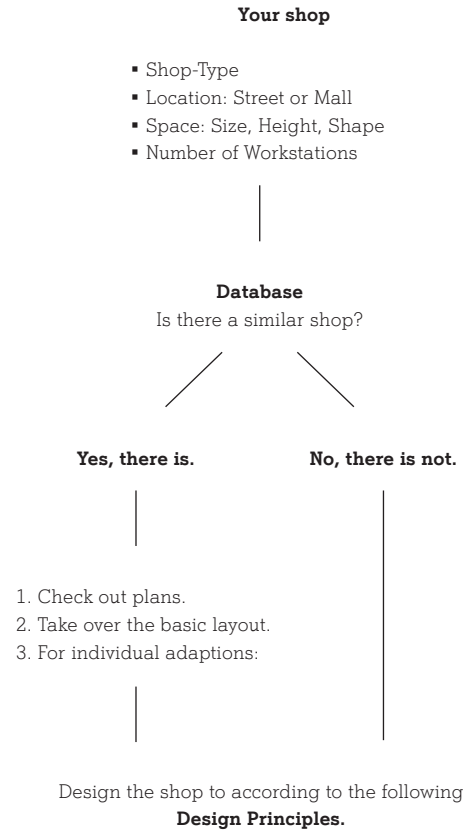 Your shop
▪ Shop-Type
▪ Location: Street or Mall
▪ Space: Size, Height, Shape
▪ Number of Workstations
Database
Is there a similar shop?
Yes, there is.
No, there is not.
1. Check out plans.
2. Take over the basic layout.
3. For individual adaptions:
Design the shop to according to the following
Design Principles.